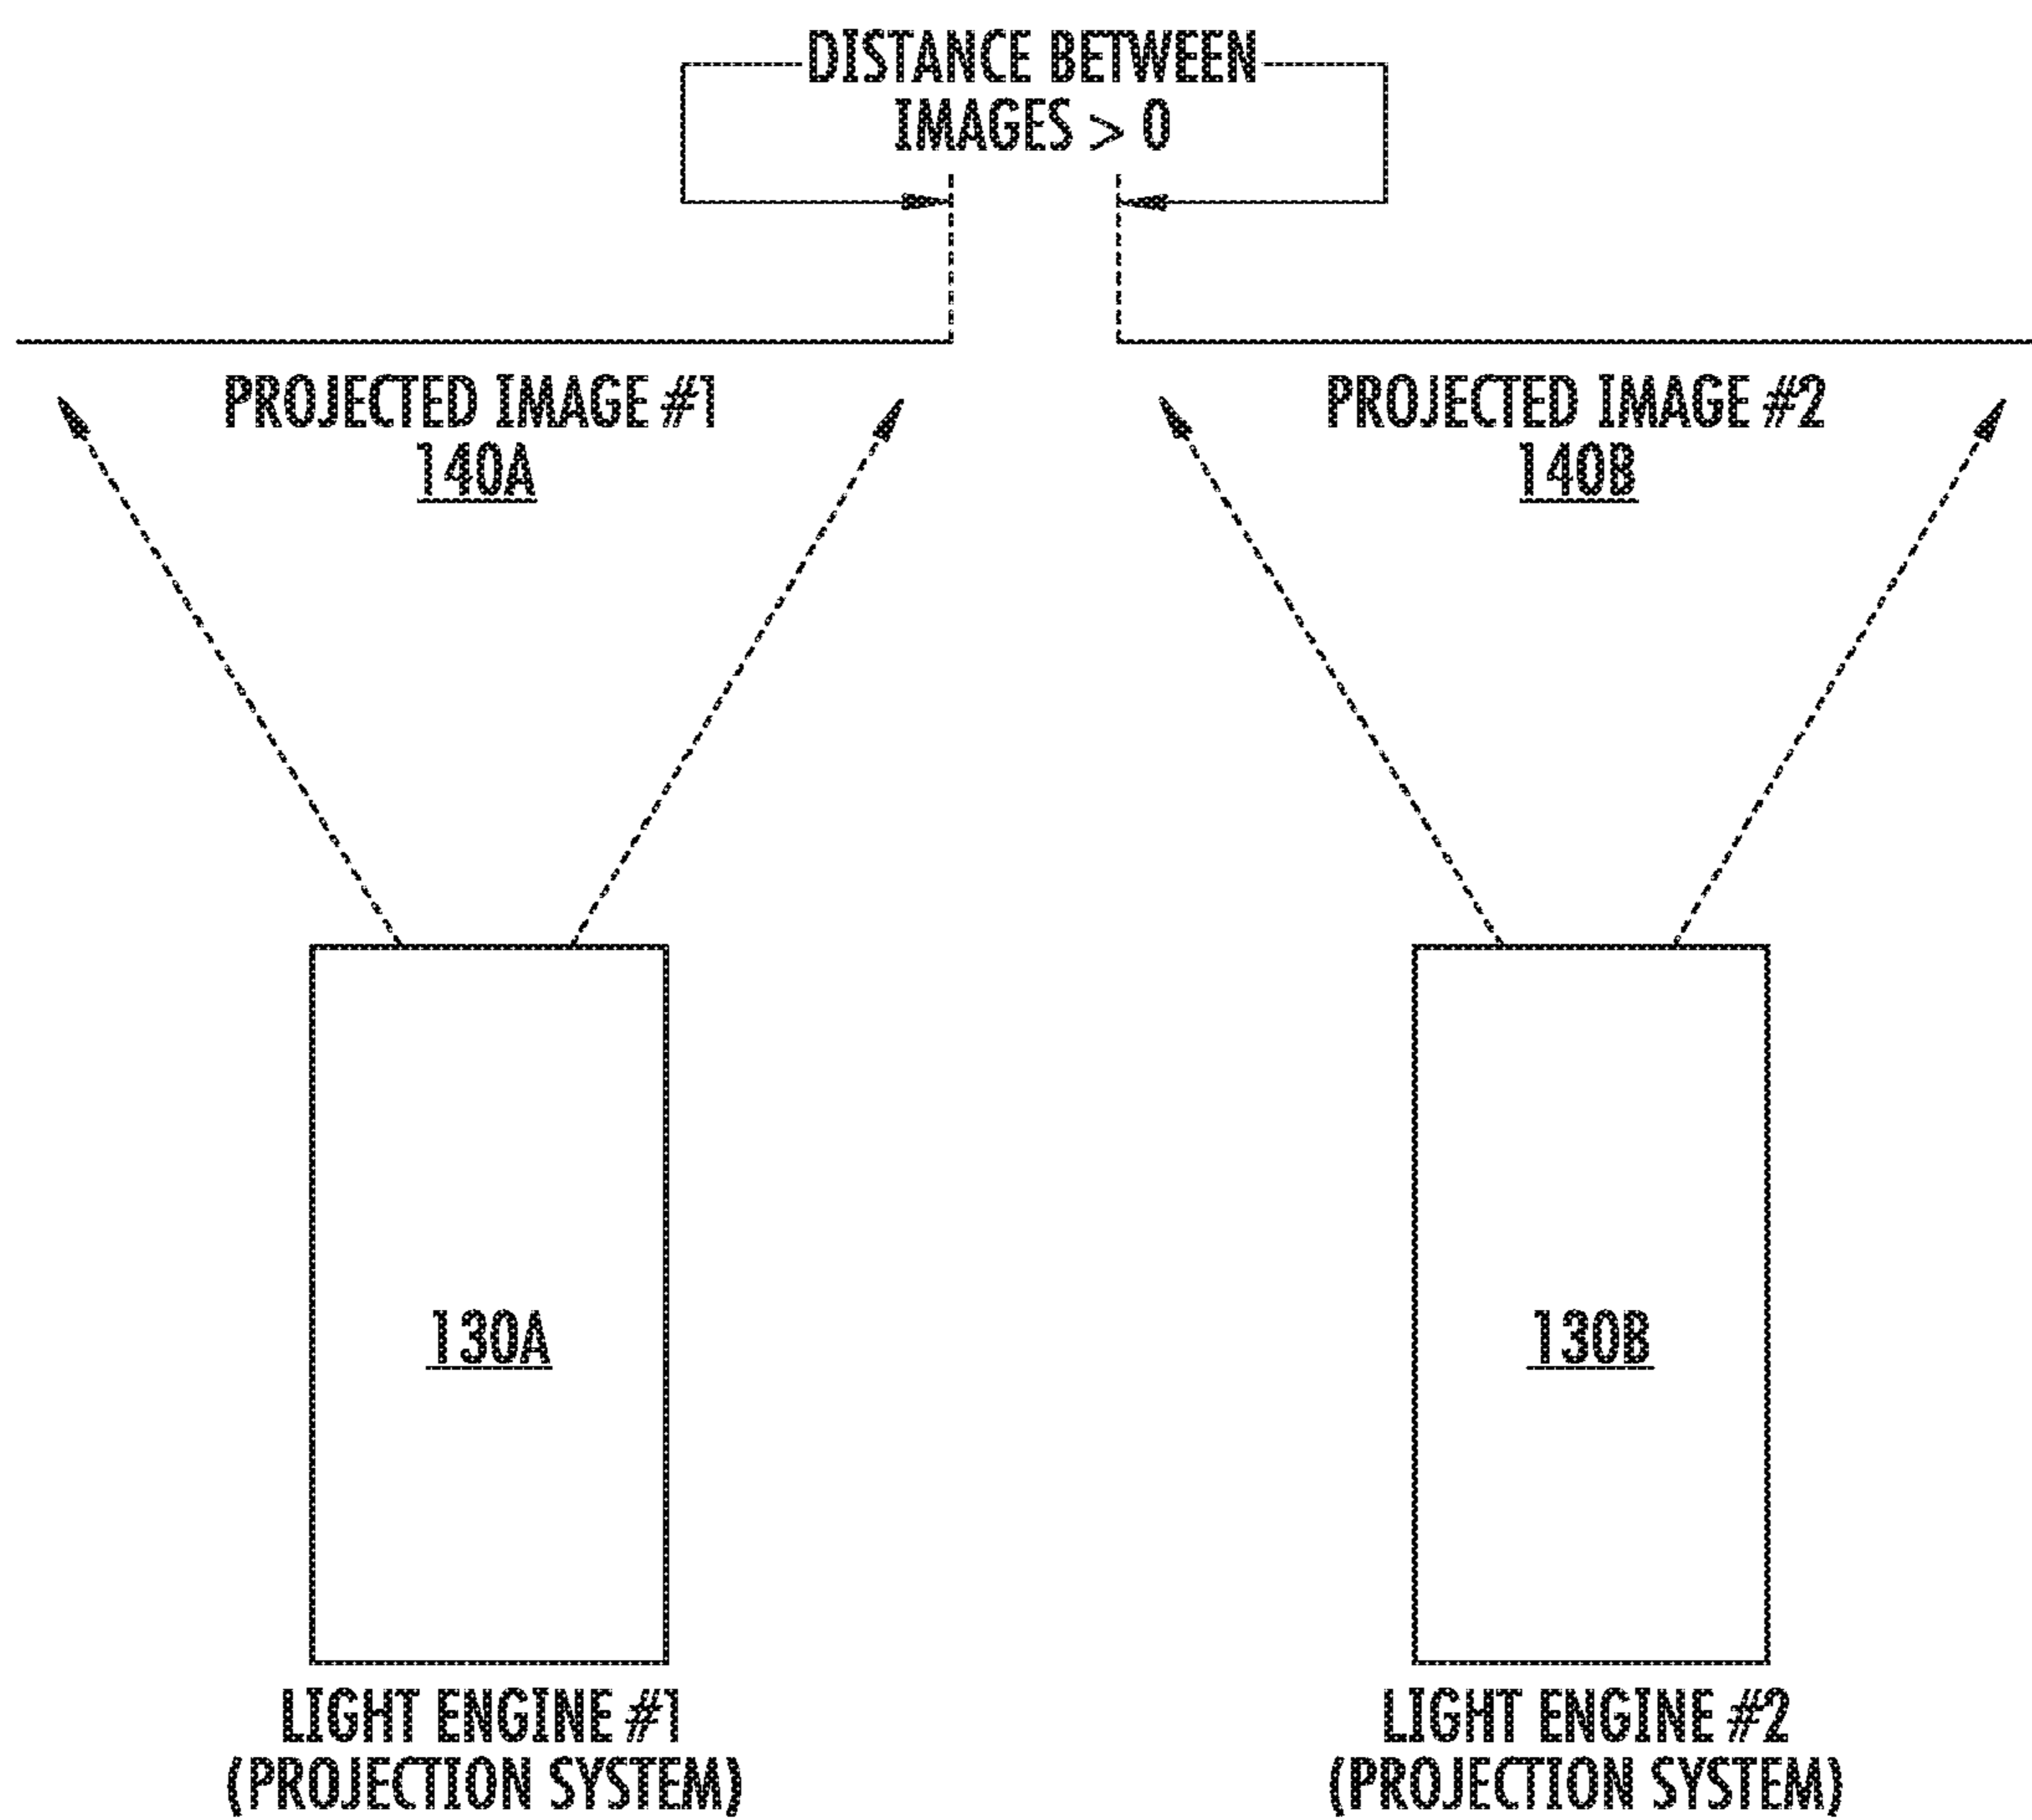 DISTANCE BETWEEN
IMAGES > 0
PROJECTED IMAGE #1
140A
PROJECTED IMAGE #2
140B
130A
130B
LIGHT ENGINE #1
(PROJECTION SYSTEM)
LIGHT ENGINE #2
(PROJECTION SYSTEM)